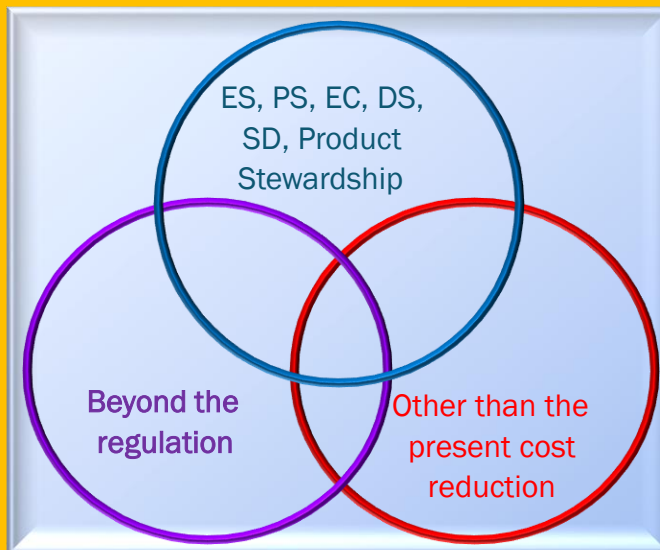 ES, PS, EC, DS,
SD, Product
Stewardship
Beyond the
regulation
Other than the
present cost
reduction